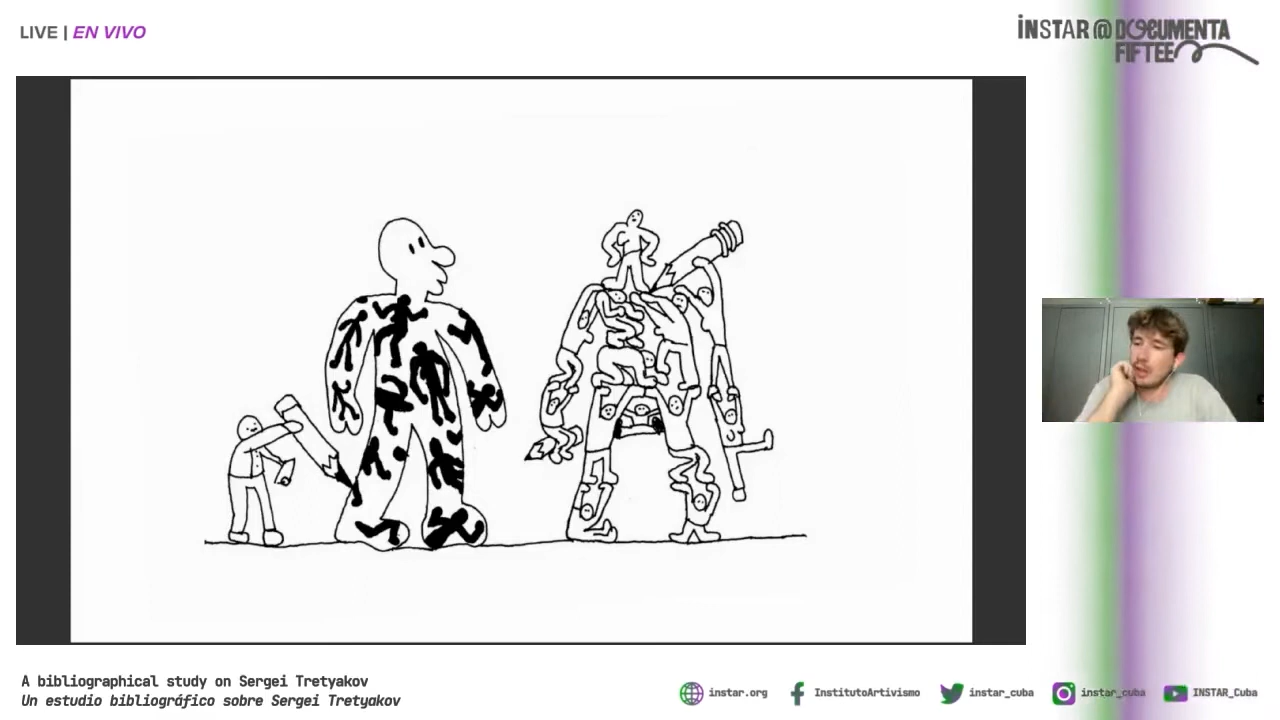 LIVE | EN VIVO
iNSTAR @ DOCUMENTA
FIFTEE
A bibliographical study on Sergei Tretyakov
Un estudio bibliográfico sobre Sergei Tretyakov
instar.org
InstitutoArtivismo
instar_cuba
instar_cuba
INSTAR_Cuba